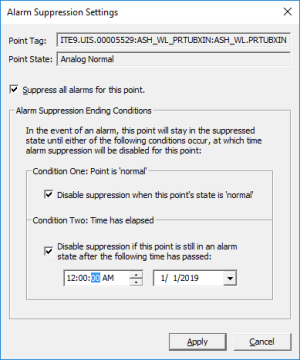 Alarm Suppression Settings
Point Tag: ITE9.UIS.00005529:ASH_WL_PRTUBXIN:ASH_WL.PRTUBXIN
Point State: Analog Normal
Suppress all alarms for this point.
Alarm Suppression Ending Conditions
In the event of an alarm, this point will stay in the suppressed
state until either of the following conditions occur, at which time
alarm suppression will be disabled for this point:
Condition One: Point is 'normal'
Disable suppression when this point's state is 'normal'
Condition Two: Time has elapsed
Disable suppression if this point is still in an alarm
state after the following time has passed:
12:00:00 AM 1/ 1/2019
Apply Cancel